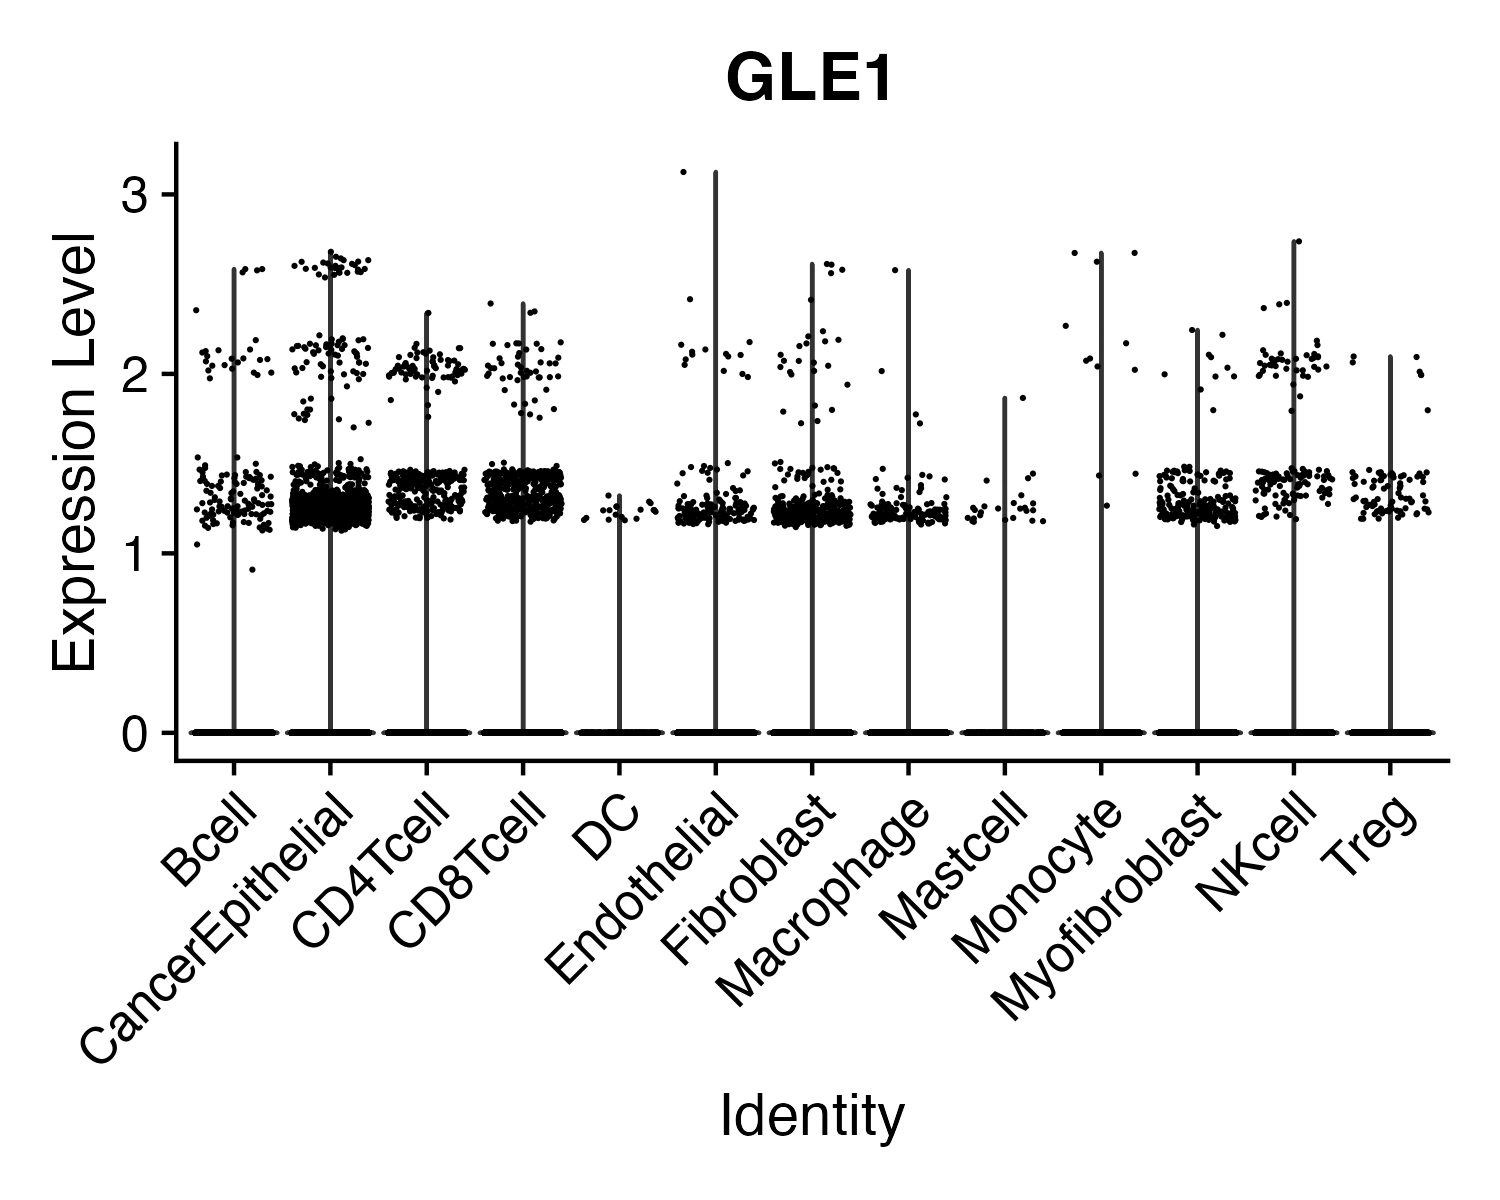 GLE1
Expression Level
3
2
1
0
Bcell
CancerEpithelial
CD4Tcell
CD8Tcell
DC
Endothelial
Fibroblast
Macrophage
Mastcell
Monocyte
Myofibroblast
NKcell
Treg
Identity